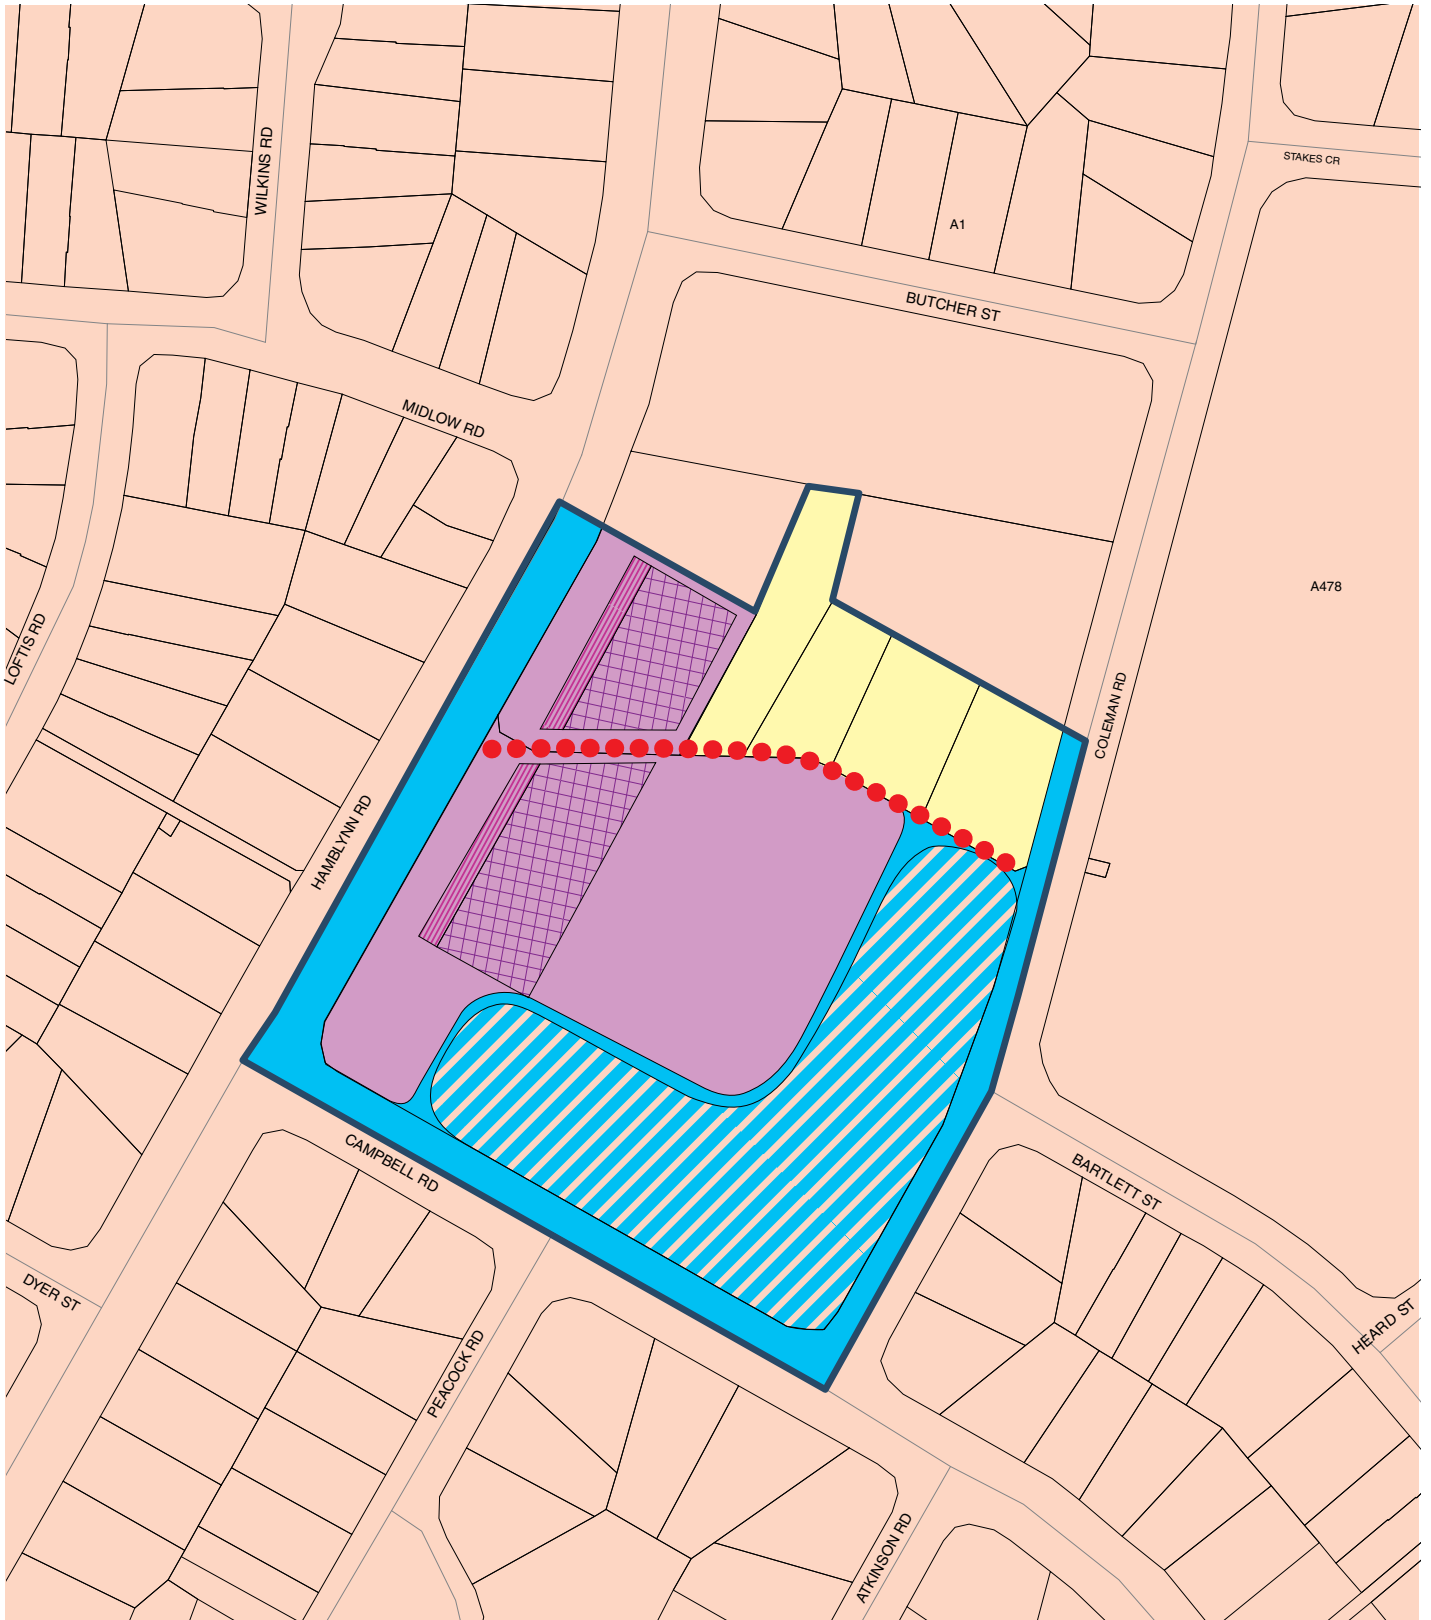 WILKINS RD
STAKES CR
A1
BUTCHER ST
MIDLOW RD
A478
LOFTIS RD
COLEMAN RD
HAMBLYNN RD
CAMPBELL RD
BARTLETT ST
DYER ST
HEARD ST
PEACOCK RD
ATKINSON RD